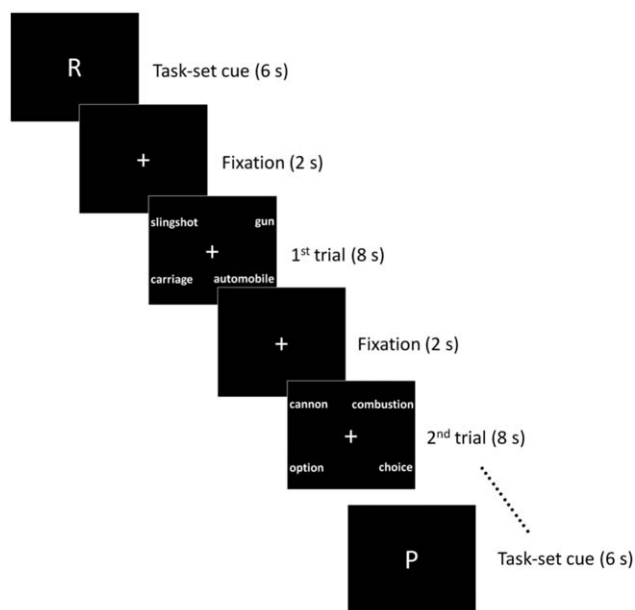 R
Task-set cue (6 s)
+
Fixation (2 s)
slingshot gun
+
carriage automobile
1st trial (8 s)
+
Fixation (2 s)
cannon combustion
+
option choice
2nd trial (8 s)
P
Task-set cue (6 s)